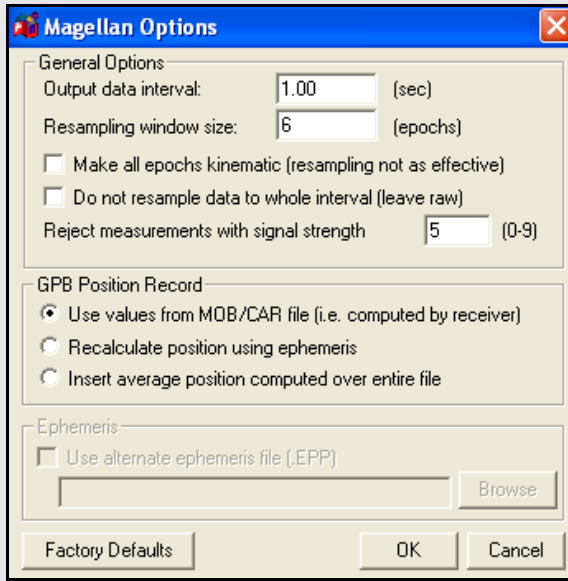 Magellan Options
General Options
Output data interval: 1.00 (sec)
Resampling window size: 6 (epochs)
Make all epochs kinematic (resampling not as effective)
Do not resample data to whole interval (leave raw)
Reject measurements with signal strength 5 (0-9)
GPB Position Record
Use values from MOB/CAR file (i.e. computed by receiver)
Recalculate position using ephemeris
Insert average position computed over entire file
Ephemeris
Use alternate ephemeris file (.EPP)
Browse
Factory Defaults OK Cancel